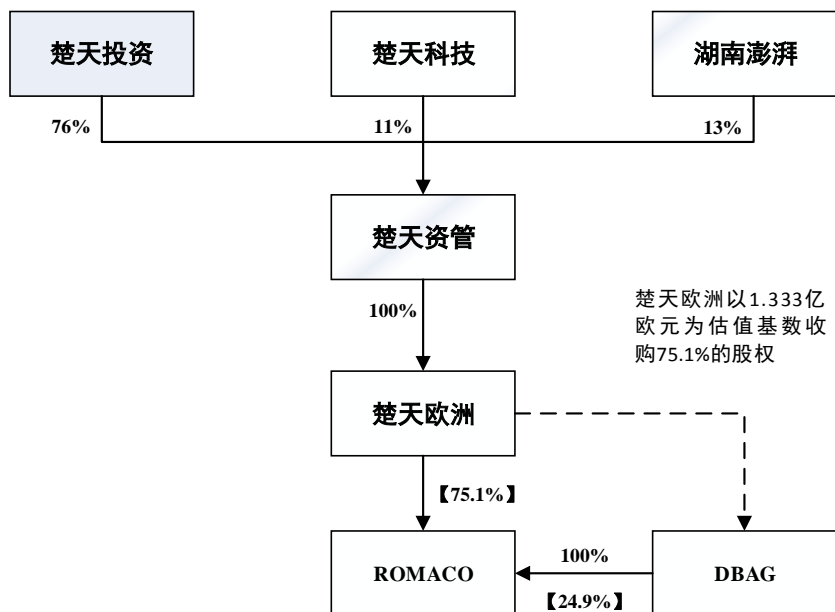 楚天投资
楚天科技
湖南澎湃
76%
11%
13%
楚天资管
100%
楚天欧洲以1.333亿
欧元为估值基数收
购75.1%的股权
楚天欧洲
【75.1%】
ROMACO
100%
【24.9%】
DBAG